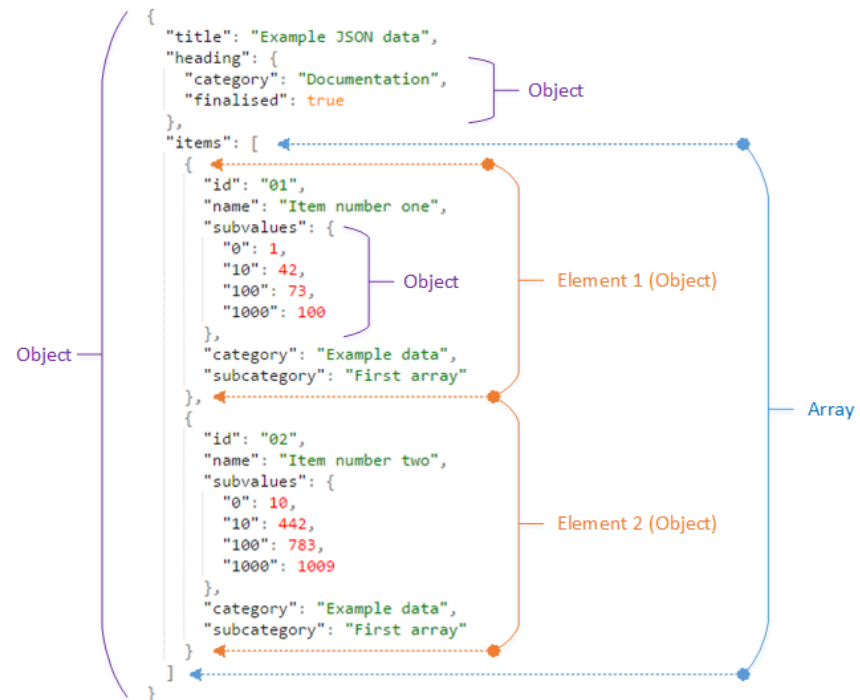 {
"title": "Example JSON data",
"heading": {
"category": "Documentation",
"finalised": true
Object
},
"items": [
{
"id": "01",
"name": "Item number one",
"subvalues": {
"0": 1,
"10": 42,
"100": 73,
"1000": 100
Object
Element 1 (Object)
},
"category": "Example data",
"subcategory": "First array"
},
Object
Array
{
"id": "02",
"name": "Item number two",
"subvalues": {
"0": 10,
"10": 442,
"100": 783,
"1000": 1009
Element 2 (Object)
},
"category": "Example data",
"subcategory": "First array"
}
]
}